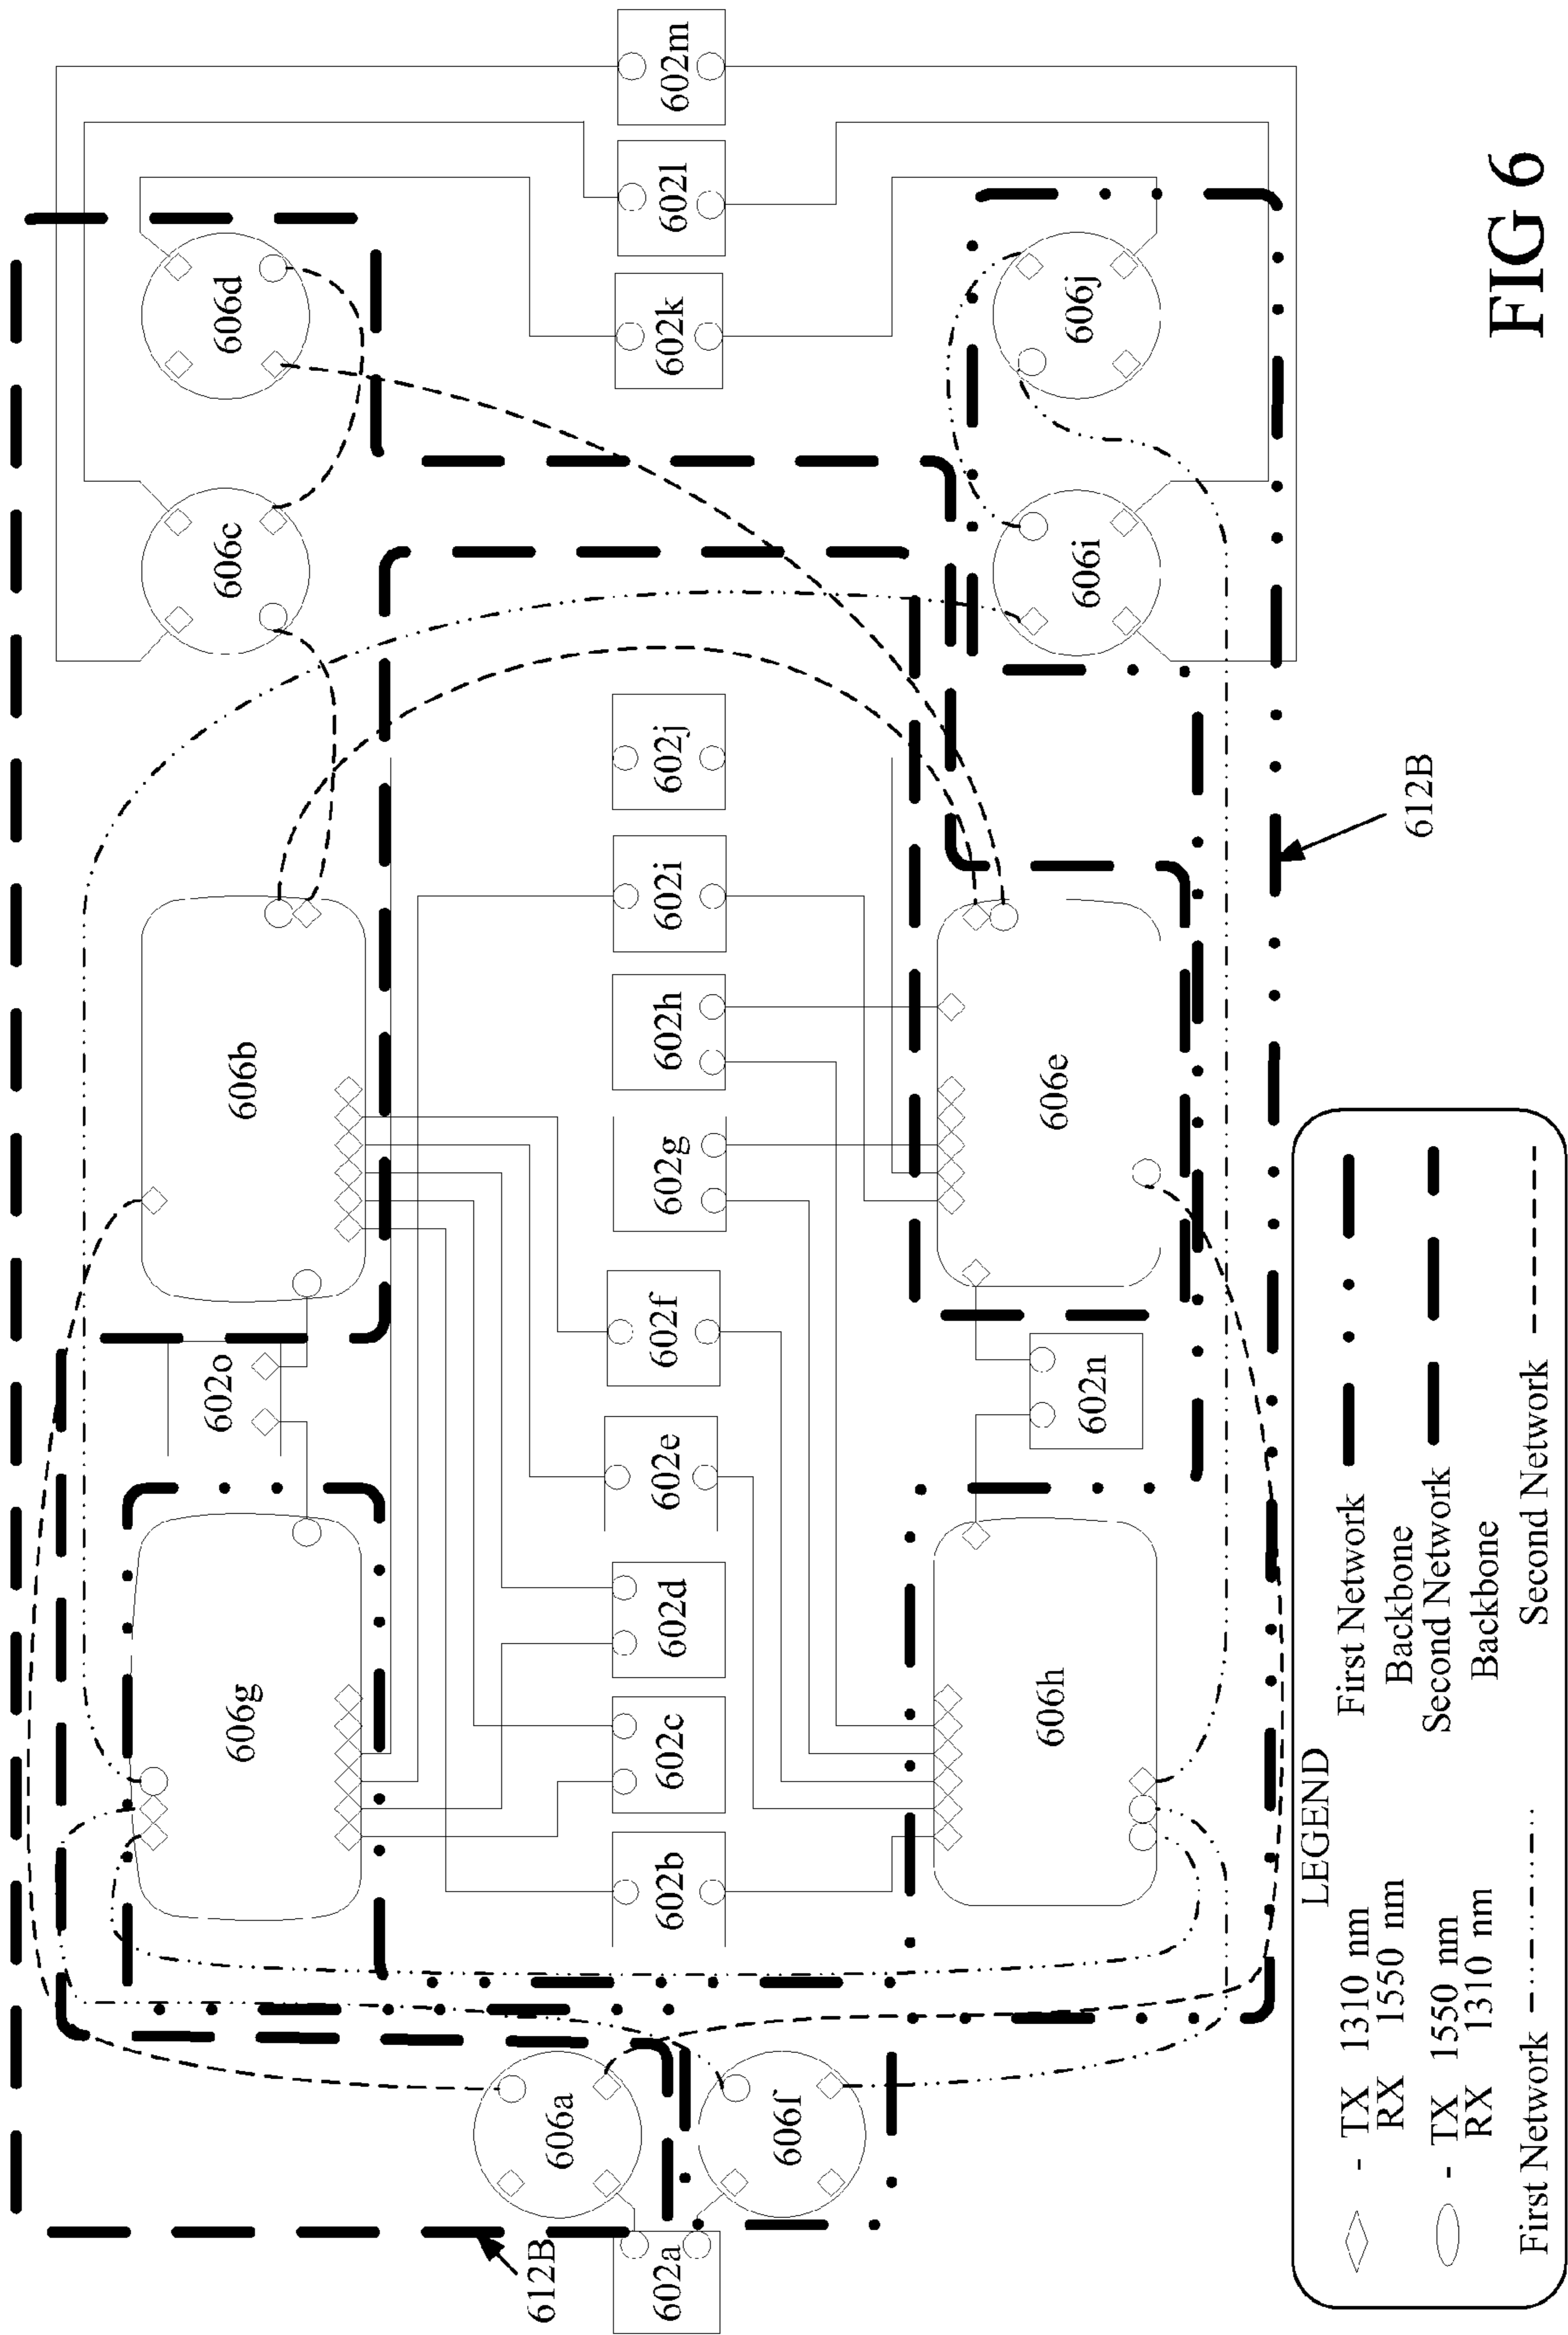 602m
602l
602k
606d
606c
606j
606i
602j
602i
602h
602g
602f
602e
602d
602c
602b
606b
606e
602o
602n
606g
606h
606a
606f
602a
612B
612B
LEGEND
- TX 1310 nm
RX 1550 nm
- TX 1550 nm
RX 1310 nm
First Network
First Network
Backbone
Second Network
Backbone
Second Network
FIG 6